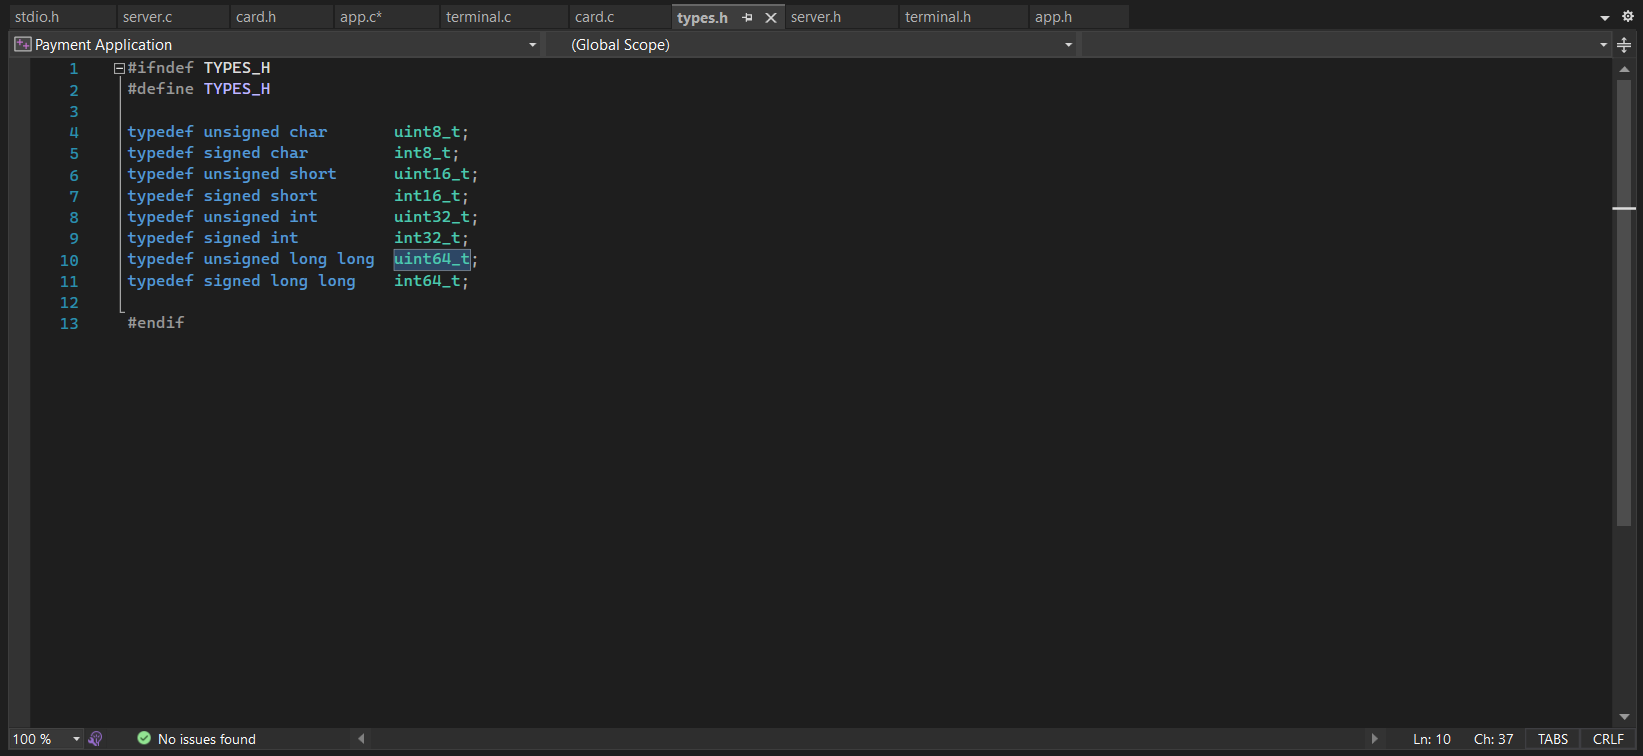 stdio.h server.c card.h app.c* terminal.c card.c types.h server.h terminal.h app.h
Payment Application (Global Scope)
1 #ifndef TYPES_H
2 #define TYPES_H
3
4 typedef unsigned char uint8_t;
5 typedef signed char int8_t;
6 typedef unsigned short uint16_t;
7 typedef signed short int16_t;
8 typedef unsigned int uint32_t;
9 typedef signed int int32_t;
10 typedef unsigned long long uint64_t;
11 typedef signed long long int64_t;
12
13 #endif
100 % No issues found Ln: 10 Ch: 37 TABS CRLF